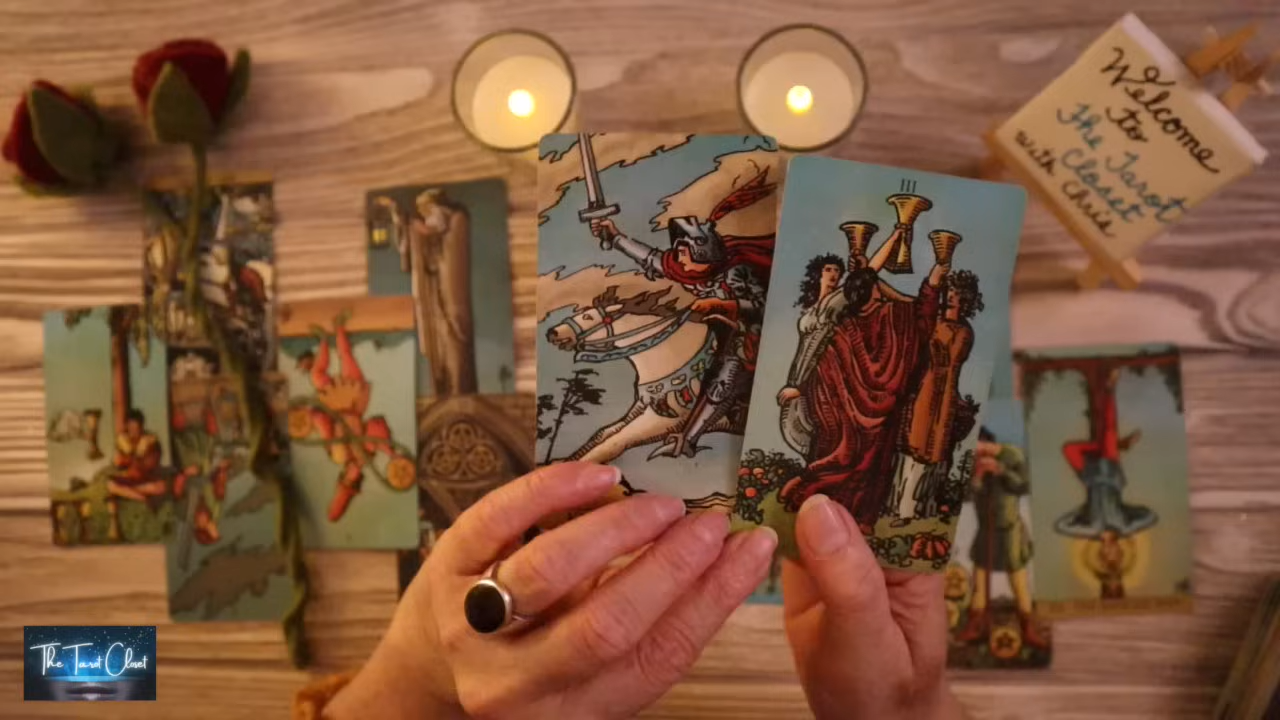 III
Welcome
to
The Tarot
Closet
with Chris
The Tarot Closet